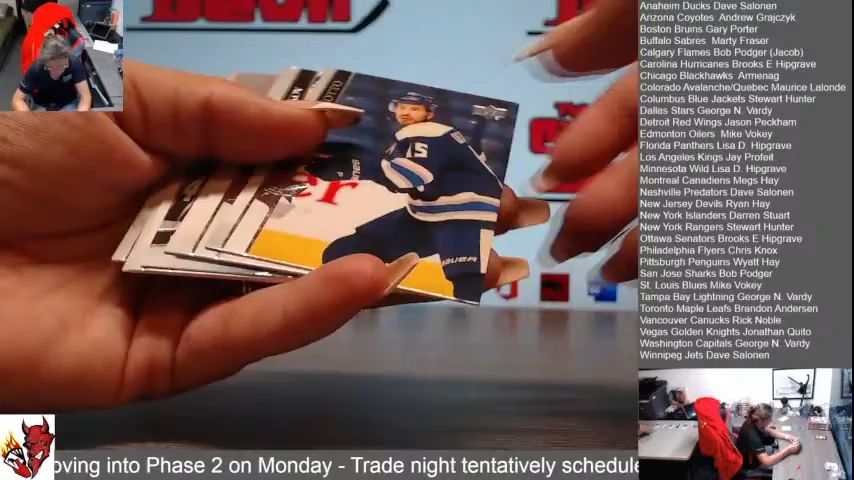 Devil
Anaheim Ducks Dave Salonen
Arizona Coyotes  Andrew Grajczyk
Boston Bruins Gary Porter
Buffalo Sabres  Marty Fraser
Calgary Flames Bob Podger (Jacob)
Carolina Hurricanes Brooks E Hipgrave
Chicago Blackhawks  Armenag
Colorado Avalanche/Quebec Maurice Lalonde
Columbus Blue Jackets Stewart Hunter
Dallas Stars George N. Vardy
Detroit Red Wings Jason Peckham
Edmonton Oilers  Mike Vokey
Florida Panthers Lisa D. Hipgrave
Los Angeles Kings Jay Profeit
Minnesota Wild Lisa D. Hipgrave
Montreal Canadiens Megs Hay
Nashville Predators Dave Salonen
New Jersey Devils Ryan Hay
New York Islanders Darren Stuart
New York Rangers Stewart Hunter
Ottawa Senators Brooks E Hipgrave
Philadelphia Flyers Chris Knox
Pittsburgh Penguins Wyatt Hay
San Jose Sharks Bob Podger
St. Louis Blues Mike Vokey
Tampa Bay Lightning George N. Vardy
Toronto Maple Leafs Brandon Andersen
Vancouver Canucks Rick Noble
Vegas Golden Knights Jonathan Quito
Washington Capitals George N. Vardy
Winnipeg Jets Dave Salonen
15
BAUER
oving into Phase 2 on Monday - Trade night tentatively schedule